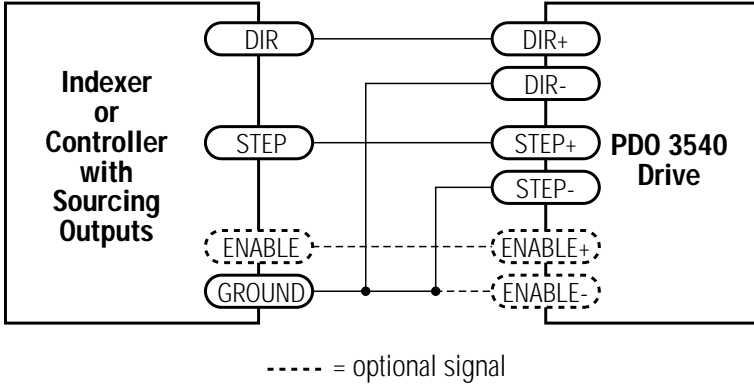 Indexer
or
Controller
with
Sourcing
Outputs
DIR
STEP
ENABLE
GROUND
DIR+
DIR-
STEP+
STEP-
ENABLE+
ENABLE-
PDO 3540
Drive
= optional signal